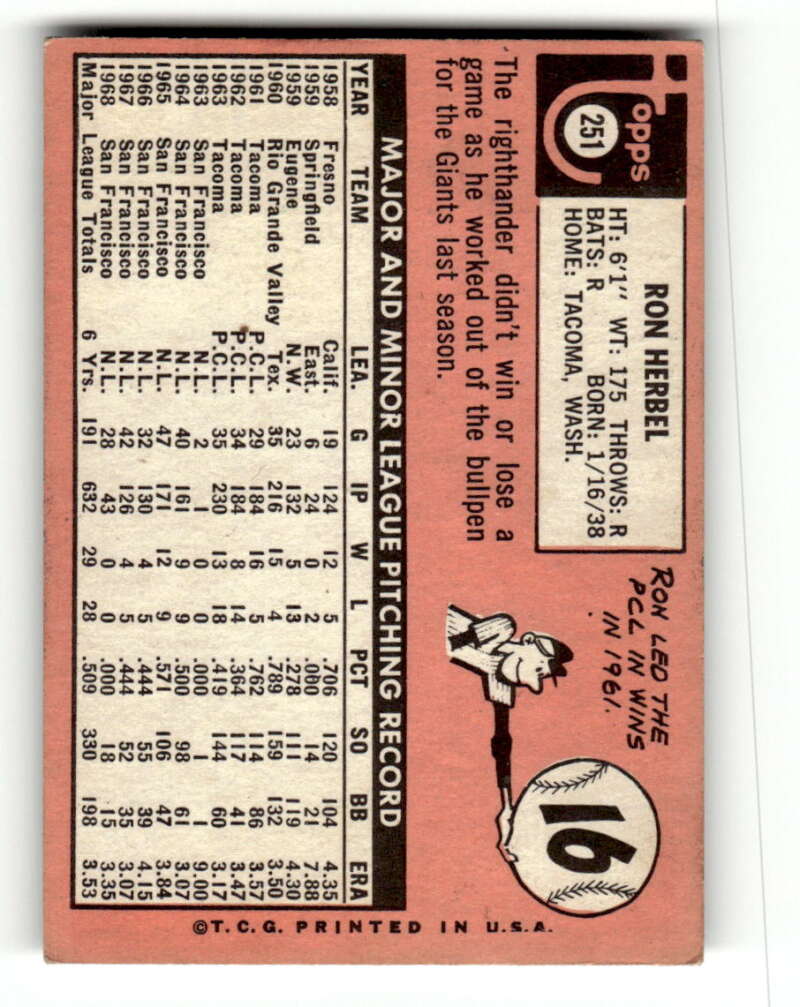 Topps
251
RON HERBEL
HT: 6'1" WT: 175 THROWS: R
BATS: R BORN: 1/16/38
HOME: TACOMA, WASH.
RON LED THE
PCL IN WINS
IN 1961.
16
The righthander didn't win or lose a
game as he worked out of the bullpen
for the Giants last season.
MAJOR AND MINOR LEAGUE PITCHING RECORD
YEAR TEAM LEA. G IP W L PCT SO BB ERA
1958 Fresno Calif. 19 124 12 5 .706 120 104 4.35
1959 Springfield East. 6 24 0 2 .000 14 21 7.88
1959 Eugene N.W. 23 132 5 13 .278 111 119 4.30
1960 Rio Grande Valley Tex. 35 216 15 4 .789 159 132 3.50
1961 Tacoma P.C.L. 29 184 16 5 .762 114 86 3.57
1962 Tacoma P.C.L. 34 184 8 14 .364 117 41 3.47
1963 Tacoma P.C.L. 35 230 13 18 .419 144 60 3.17
1963 San Francisco N.L. 2 1 0 0 .000 1 1 9.00
1964 San Francisco N.L. 40 161 9 9 .500 98 61 3.07
1965 San Francisco N.L. 47 171 12 9 .571 106 47 3.84
1966 San Francisco N.L. 32 130 4 5 .444 55 39 4.15
1967 San Francisco N.L. 42 126 4 5 .444 52 35 3.07
1968 San Francisco N.L. 28 43 0 0 .000 18 15 3.35
Major League Totals 6 Yrs. 191 632 29 28 .509 330 198 3.53
©T.C.G. PRINTED IN U.S.A.